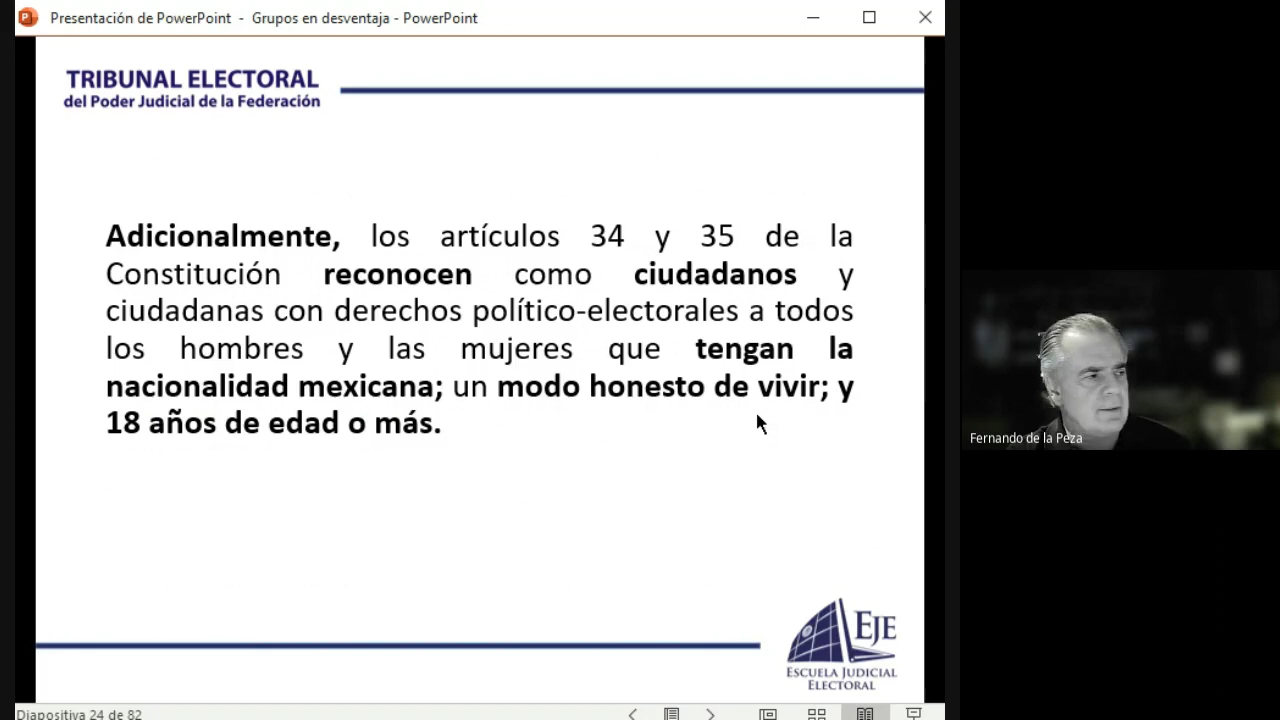 Presentación de PowerPoint - Grupos en desventaja - PowerPoint
TRIBUNAL ELECTORAL
del Poder Judicial de la Federación
Adicionalmente, los artículos 34 y 35 de la
Constitución reconocen como ciudadanos y
ciudadanas con derechos político-electorales a todos
los hombres y las mujeres que tengan la
nacionalidad mexicana; un modo honesto de vivir; y
18 años de edad o más.
Fernando de la Peza
EJE
ESCUELA JUDICIAL
ELECTORAL
Diapositiva 24 de 82